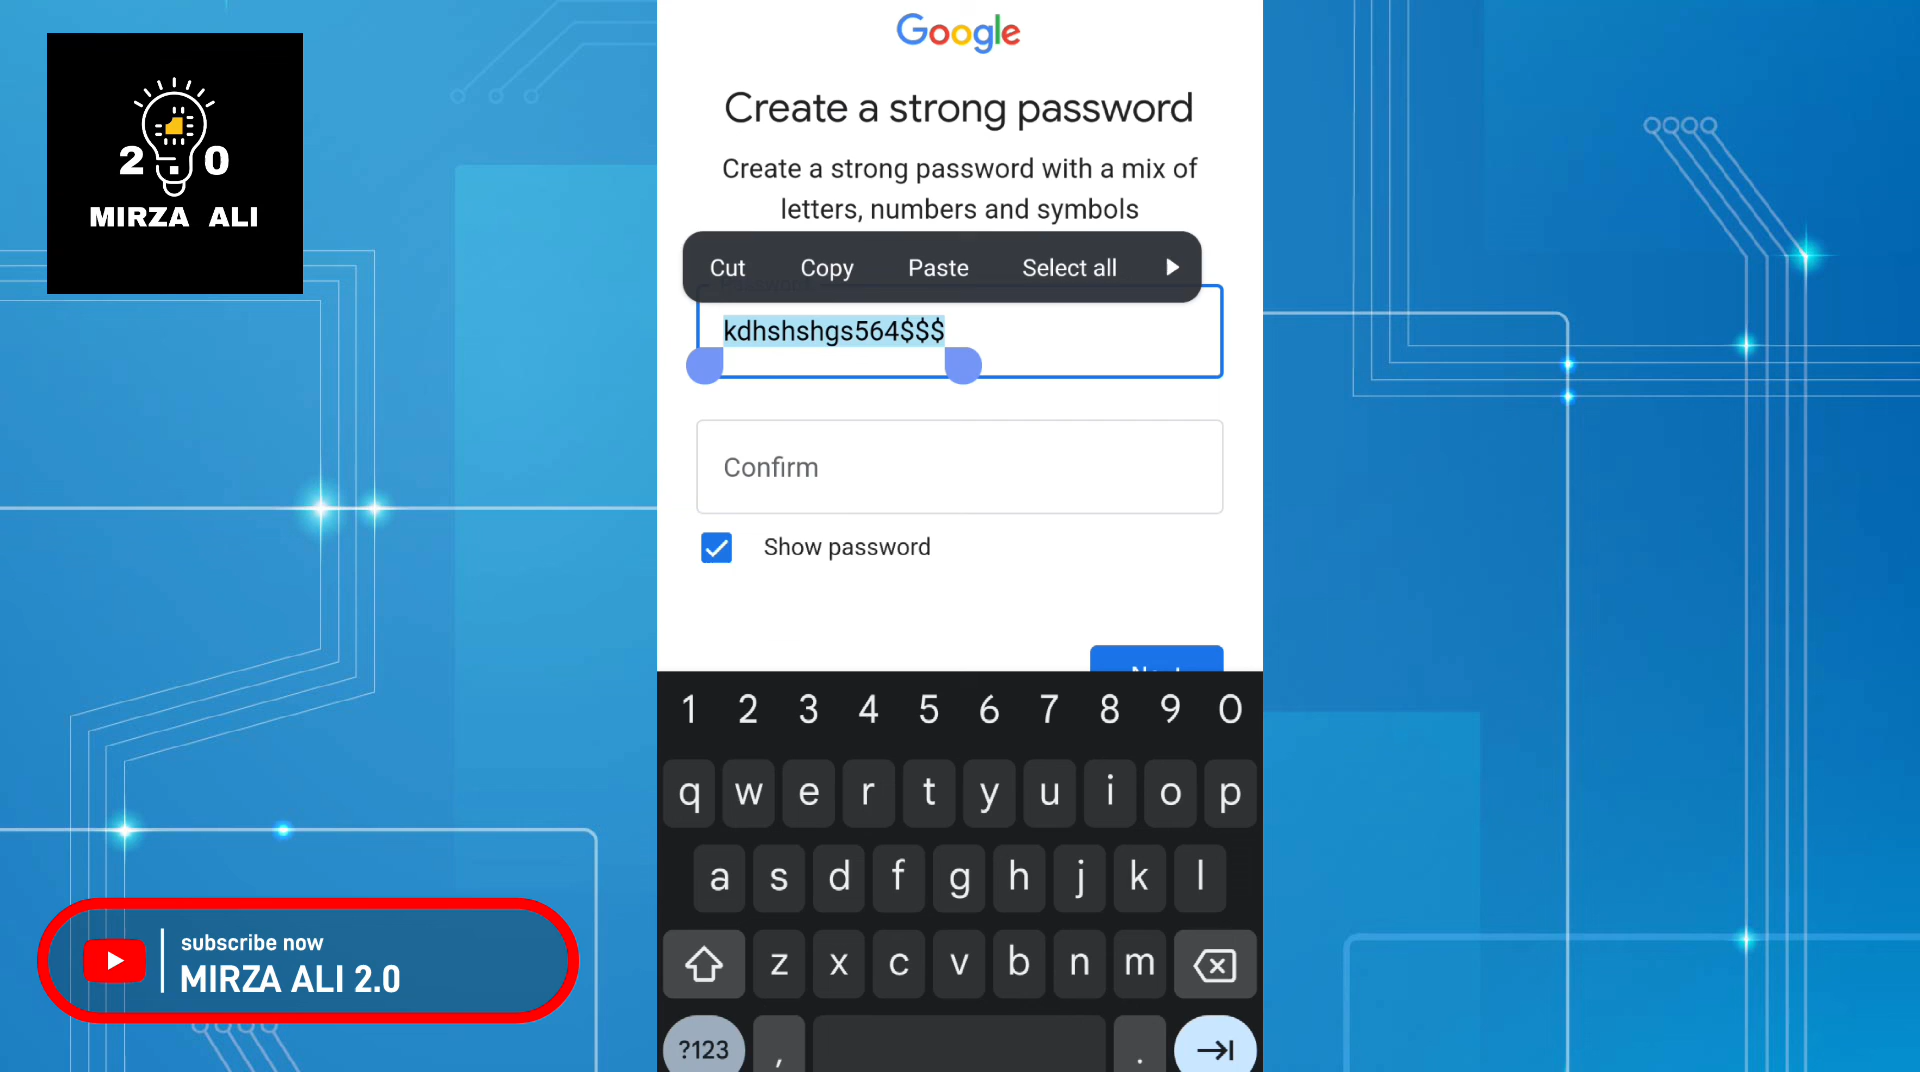 2 0
MIRZA ALI
Google
Create a strong password
Create a strong password with a mix of
letters, numbers and symbols
Cut Copy Paste Select all
kdhshshgs564$$$
Confirm
Show password
1 2 3 4 5 6 7 8 9 0
q w e r t y u i o p
a s d f g h j k l
z x c v b n m
?123 , .
subscribe now
MIRZA ALI 2.0